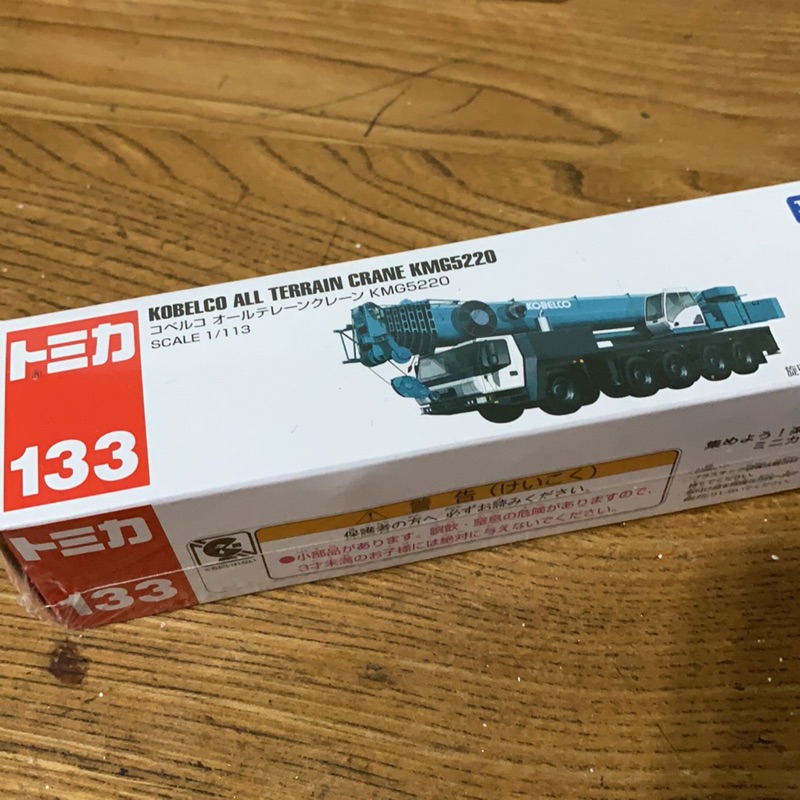 トミカ
133
KOBELCO ALL TERRAIN CRANE KMG5220
コベルコ オールテレーンクレーン KMG5220
SCALE 1/113
KOBELCO
トミカ
133
警告(けいこく)
保護者の方へ 必ずお読みください。
●小部品があります。誤飲・窒息の危険がありますので、
3才未満のお子様には絶対に与えないでください。
集めよう!
ミニカ